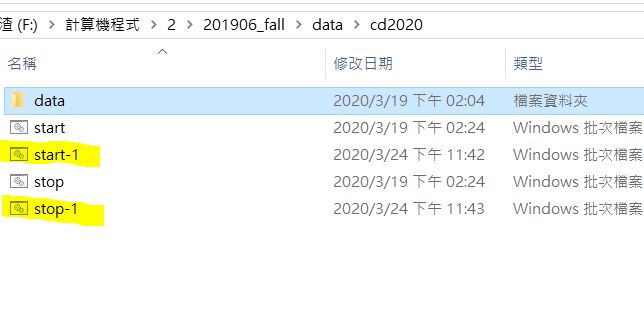 渣 (F:) > 計算機程式 > 2 > 201906_fall > data > cd2020
名稱 修改日期 類型
data 2020/3/19 下午 02:04 檔案資料夾
start 2020/3/19 下午 02:24 Windows 批次檔案
start-1 2020/3/24 下午 11:42 Windows 批次檔案
stop 2020/3/19 下午 02:24 Windows 批次檔案
stop-1 2020/3/24 下午 11:43 Windows 批次檔案